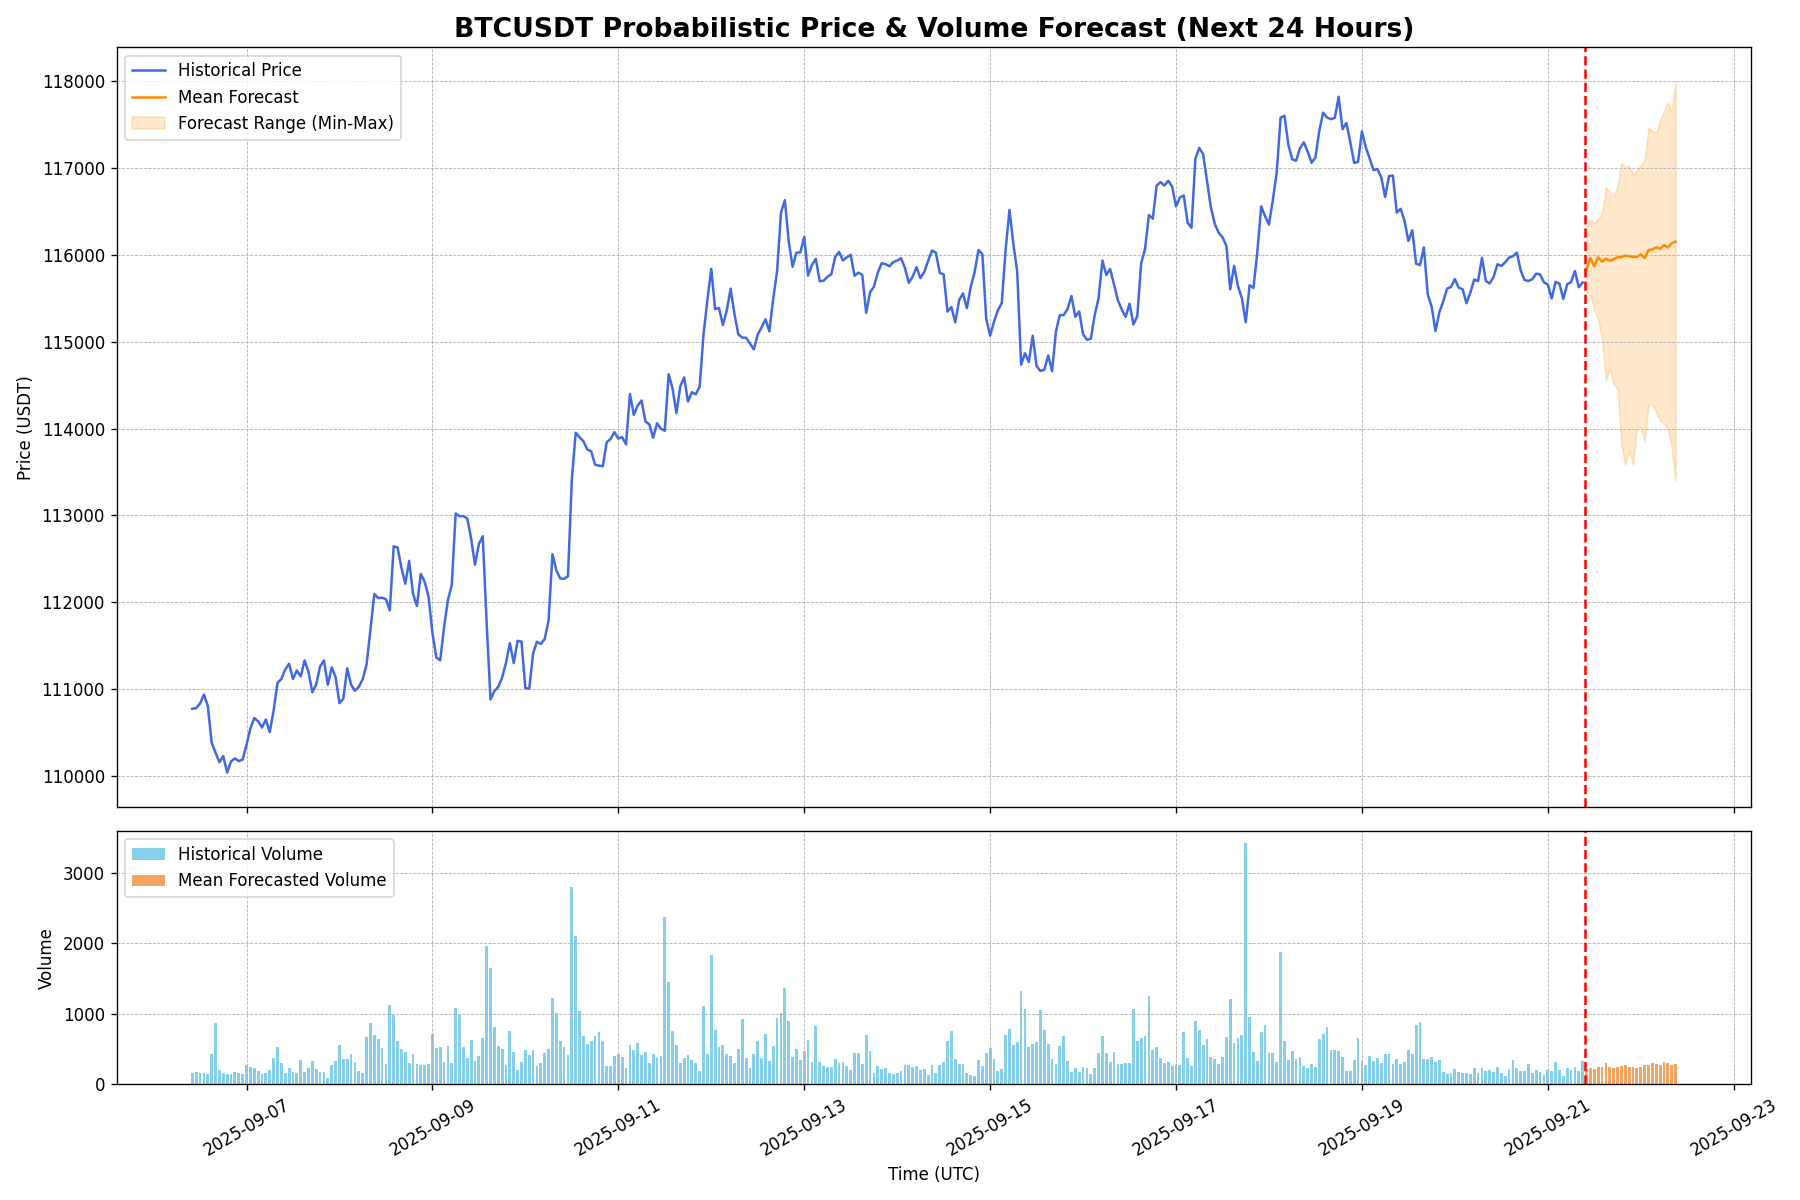 BTCUSDT Probabilistic Price & Volume Forecast (Next 24 Hours)
Historical Price
Mean Forecast
Forecast Range (Min-Max)
118000
117000
116000
115000
114000
113000
112000
111000
110000
Price (USDT)
Historical Volume
Mean Forecasted Volume
3000
2000
1000
0
Volume
2025-09-07
2025-09-09
2025-09-11
2025-09-13
2025-09-15
2025-09-17
2025-09-19
2025-09-21
2025-09-23
Time (UTC)